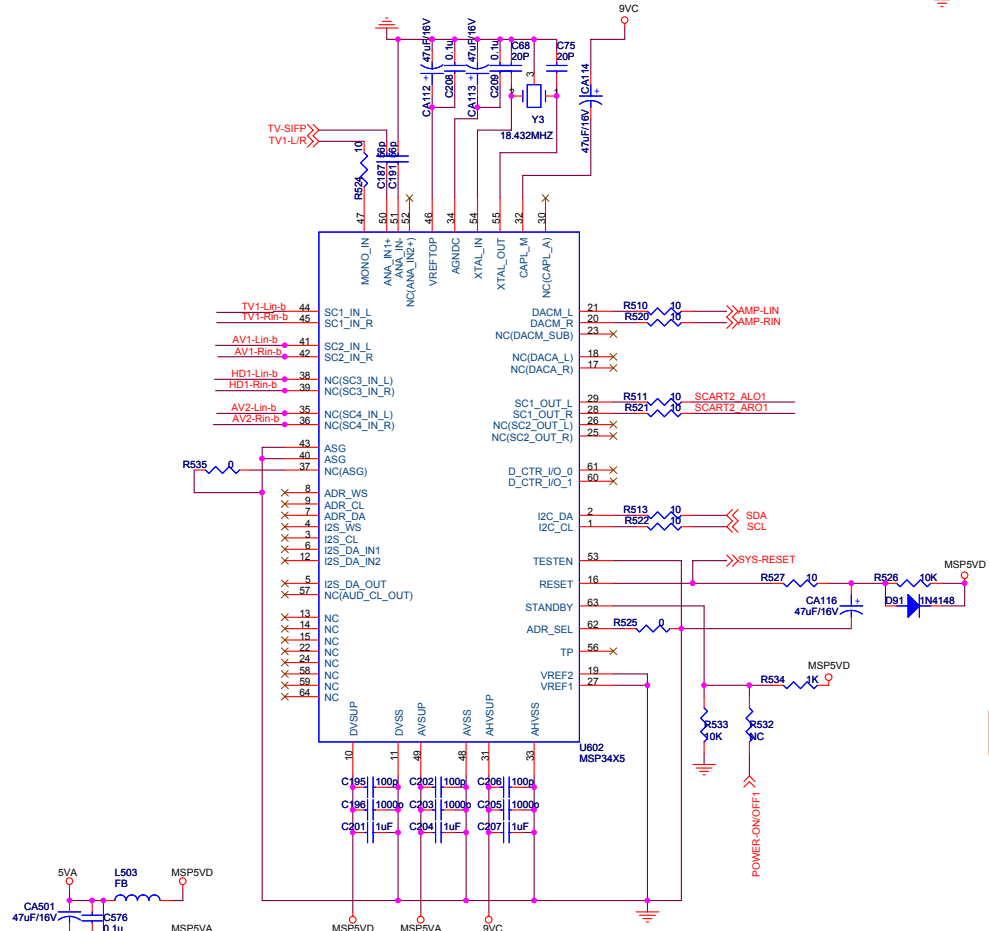 9VC
47uF/16V
0.1u
47uF/16V
0.1u
C68
20P
C75
20P
CA114
CA112 +
C208
CA113 +
C209
2
3
1
+
Y3
18.432MHZ
47uF/16V
TV-SIFP
TV1-L/R
10
R524
56p
56p
C187
C191
47
50
51
52
46
34
54
55
32
30
MONO_IN
ANA_IN1+
ANA_IN-
NC(ANA_IN2+)
VREFTOP
AGNDC
XTAL_IN
XTAL_OUT
CAPL_M
NC(CAPL_A)
TV1-Lin-b 44 SC1_IN_L
TV1-Rin-b 45 SC1_IN_R
AV1-Lin-b 41 SC2_IN_L
AV1-Rin-b 42 SC2_IN_R
HD1-Lin-b 38 NC(SC3_IN_L)
HD1-Rin-b 39 NC(SC3_IN_R)
AV2-Lin-b 35 NC(SC4_IN_L)
AV2-Rin-b 36 NC(SC4_IN_R)
43 ASG
40 ASG
R535 0 37 NC(ASG)
8 ADR_WS
9 ADR_CL
7 ADR_DA
4 I2S_WS
3 I2S_CL
6 I2S_DA_IN1
12 I2S_DA_IN2
5 I2S_DA_OUT
57 NC(AUD_CL_OUT)
13 NC
14 NC
15 NC
22 NC
24 NC
58 NC
59 NC
64 NC
DACM_L 21 R510 10 AMP-LIN
DACM_R 20 R520 10 AMP-RIN
NC(DACM_SUB) 23
NC(DACA_L) 18
NC(DACA_R) 17
SC1_OUT_L 29 R511 10 SCART2_ALO1
SC1_OUT_R 28 R521 10 SCART2_ARO1
NC(SC2_OUT_L) 26
NC(SC2_OUT_R) 25
D_CTR_I/O_0 61
D_CTR_I/O_1 60
I2C_DA 2 R513 10 SDA
I2C_CL 1 R522 10 SCL
TESTEN 53 SYS-RESET
RESET 16 R527 10 R526 10K MSP5VD
CA116 +
47uF/16V
D91 1N4148
STANDBY 63
ADR_SEL 62 R525 0
TP 56
VREF2 19
VREF1 27
R534 1K MSP5VD
R533
10K
R532
NC
POWER-ON/OFF1
DVSUP
DVSS
AVSUP
AVSS
AHVSUP
AHVSS
10
11
49
48
31
33
U602
MSP34X5
C195 100p C202 100p C206 100p
C196 1000p C203 1000p C205 1000p
C201 1uF C204 1uF C207 1uF
5VA
L503
FB
MSP5VD
CA501
47uF/16V
C576
0.1u
MSP5VA
MSP5VD
MSP5VA
9VC